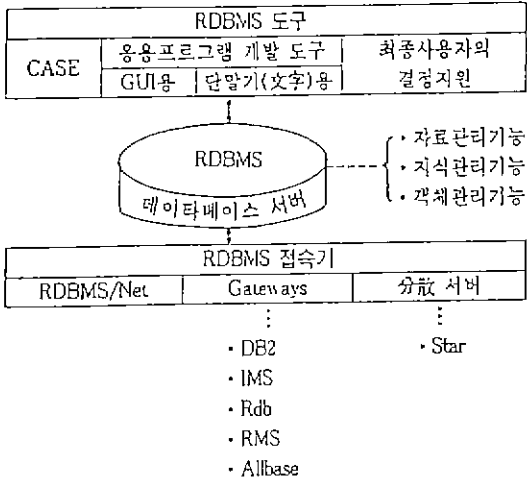 RDBMS 도구
CASE
응용프로그램 개발 도구
GUI용
단말기(文字)용
최종사용자의
결정지원
RDBMS
데이타베이스 서버
· 자료관리기능
· 지식관리기능
· 객체관리기능
RDBMS 접속기
RDBMS/Net
Gateways
分散 서버
· DB2
· IMS
· Rdb
· RMS
· Allbase
· Star